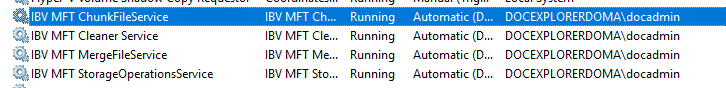 IBV MFT ChunkFileService IBV MFT Ch... Running Automatic (D... DOCEXPLORERDOMA\docadmin
IBV MFT Cleaner Service IBV MFT Cle... Running Automatic (D... DOCEXPLORERDOMA\docadmin
IBV MFT MergeFileService IBV MFT Me... Running Automatic (D... DOCEXPLORERDOMA\docadmin
IBV MFT StorageOperationsService IBV MFT Sto... Running Automatic (D... DOCEXPLORERDOMA\docadmin